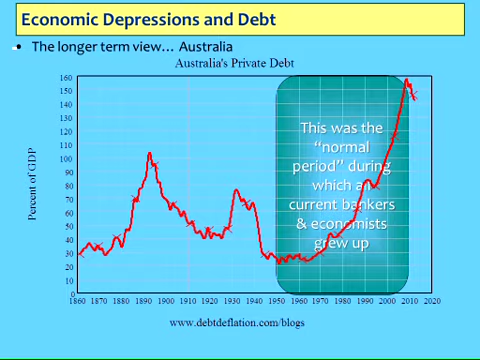 Economic Depressions and Debt
• The longer term view… Australia
Australia's Private Debt
Percent of GDP
160
150
140
130
120
110
100
90
80
70
60
50
40
30
20
10
0
This was the
"normal
period" during
which all
current bankers
& economists
grew up
1860 1870 1880 1890 1900 1910 1920 1930 1940 1950 1960 1970 1980 1990 2000 2010 2020
www.debtdeflation.com/blogs